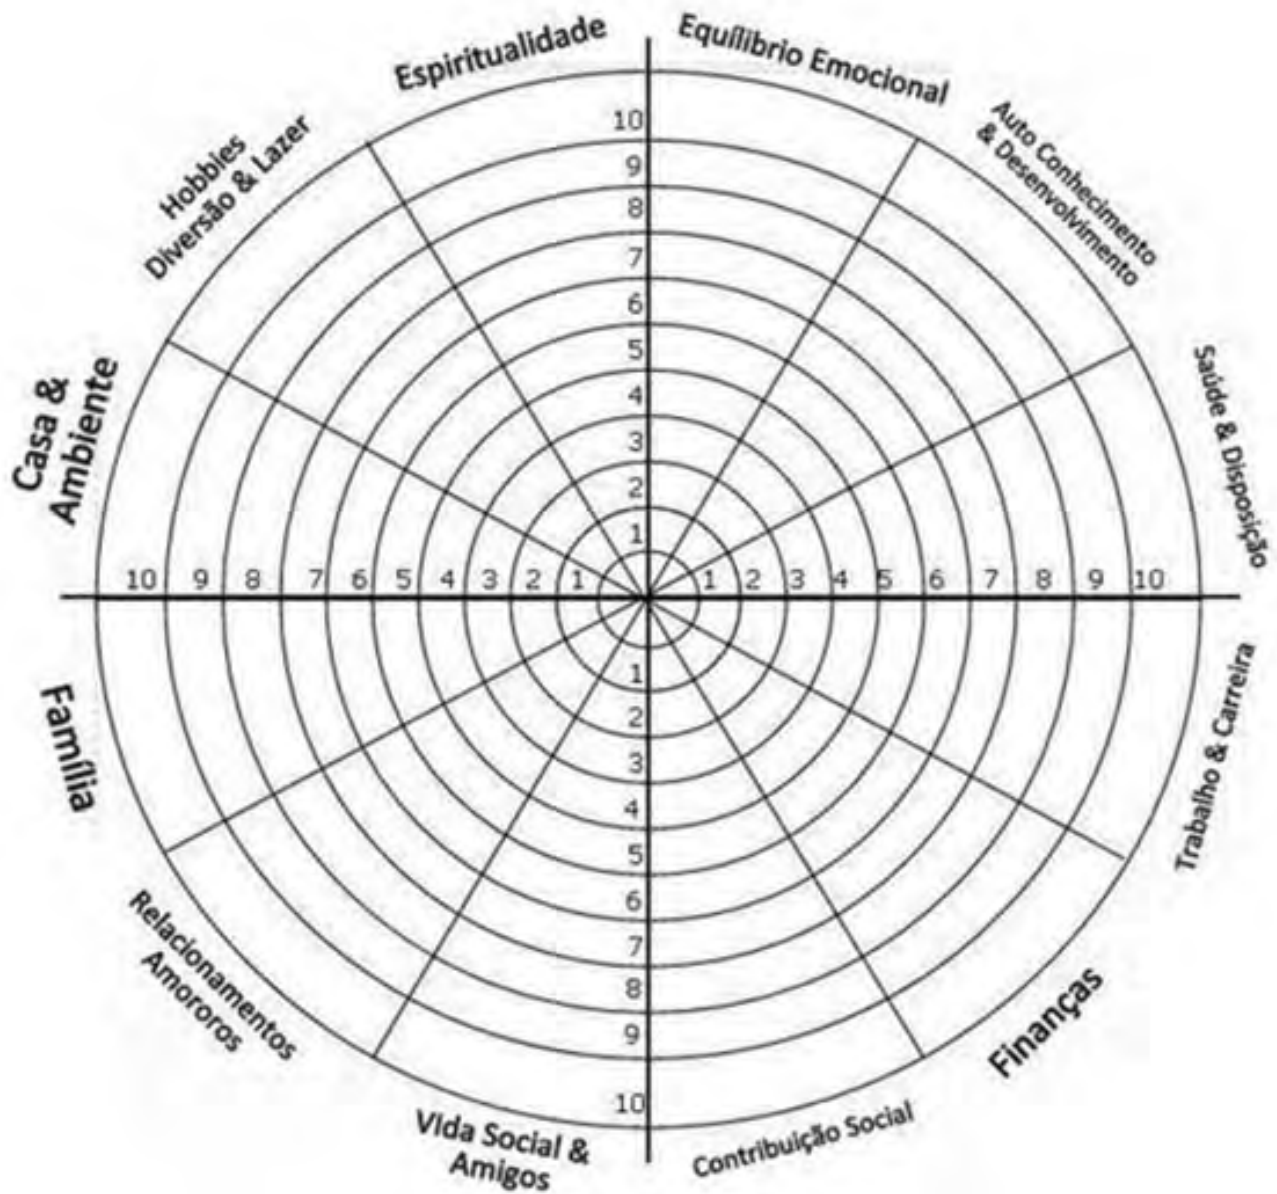 Espiritualidade
Equilíbrio Emocional
Auto Conhecimento
& Desenvolvimento
Saúde & Disposição
Trabalho & Carreira
Finanças
Contribuição Social
Vida Social &
Amigos
Relacionamentos
Amororos
Família
Casa &
Ambiente
Hobbies
Diversão & Lazer
10
9
8
7
6
5
4
3
2
1
10 9 8 7 6 5 4 3 2 1 1 2 3 4 5 6 7 8 9 10
1
2
3
4
5
6
7
8
9
10